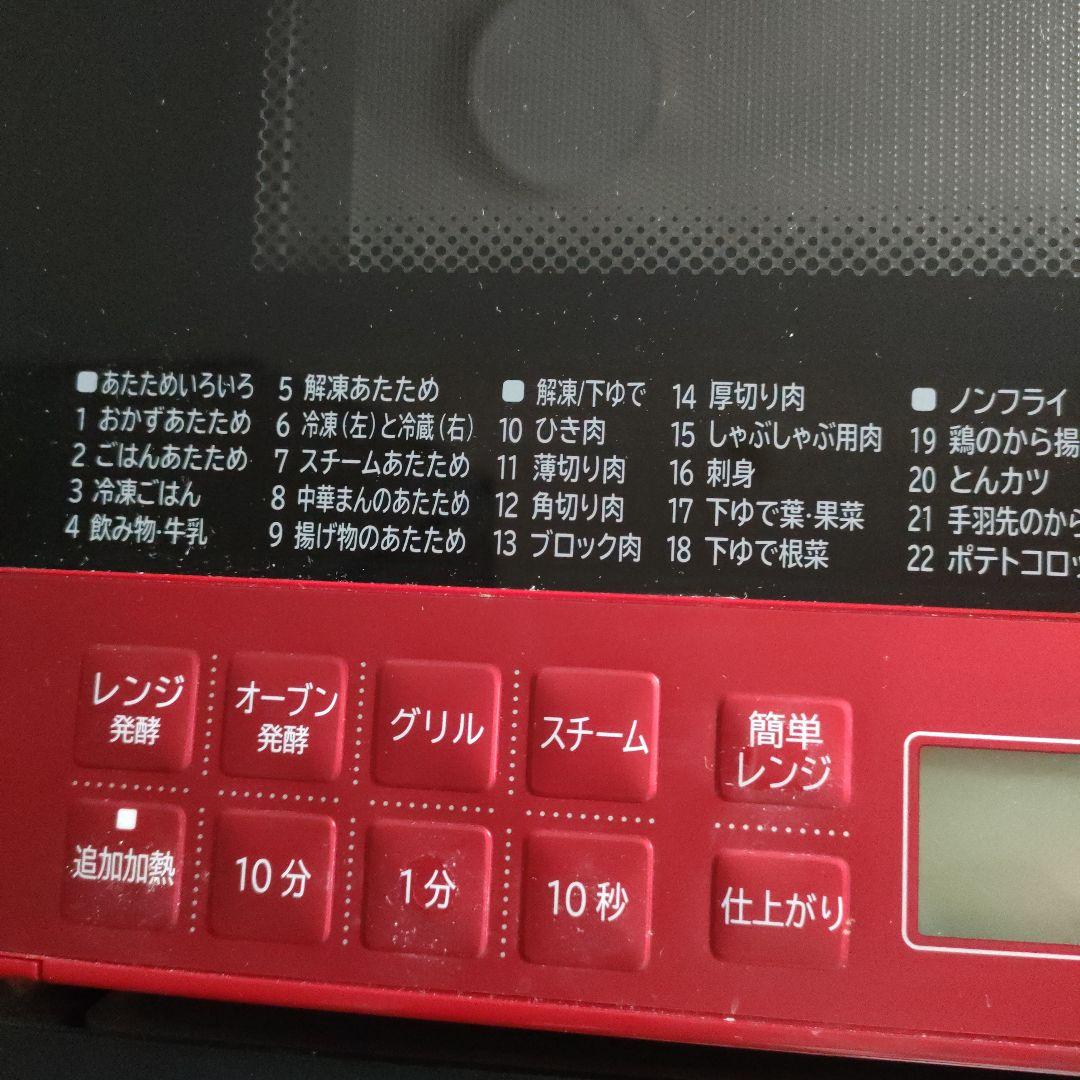 ■あたためいろいろ
1 おかずあたため
2 ごはんあたため
3 冷凍ごはん
4 飲み物・牛乳
5 解凍あたため
6 冷凍(左)と冷蔵(右)
7 スチームあたため
8 中華まんのあたため
9 揚げ物のあたため
■ 解凍/下ゆで
10 ひき肉
11 薄切り肉
12 角切り肉
13 ブロック肉
14 厚切り肉
15 しゃぶしゃぶ用肉
16 刺身
17 下ゆで葉・果菜
18 下ゆで根菜
■ ノンフライ
19 鶏のから揚
20 とんカツ
21 手羽先のから
22 ポテトコロッ
レンジ
発酵
オーブン
発酵
グリル
スチーム
簡単
レンジ
追加加熱
10分
1分
10秒
仕上がり